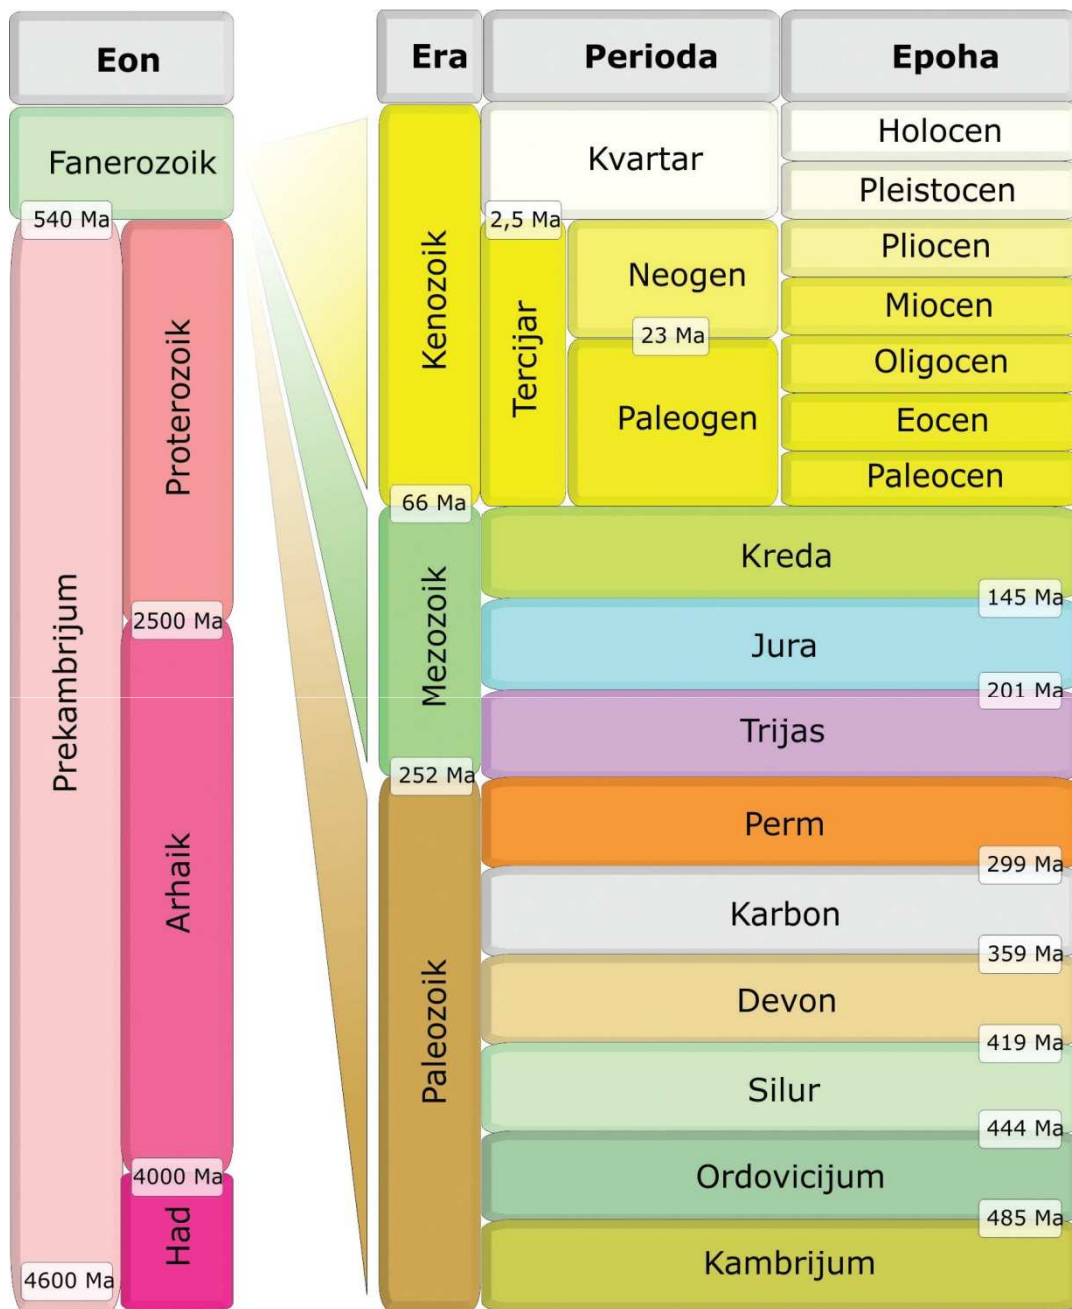 Eon
Fanerozoik
540 Ma
Prekambrijum
4600 Ma
Proterozoik
2500 Ma
Arhaik
4000 Ma
Had
Era
Perioda
Epoha
Kenozoik
66 Ma
Mezozoik
252 Ma
Paleozoik
Kvartar
2,5 Ma
Tercijar
Neogen
23 Ma
Paleogen
Holocen
Pleistocen
Pliocen
Miocen
Oligocen
Eocen
Paleocen
Kreda
145 Ma
Jura
201 Ma
Trijas
Perm
299 Ma
Karbon
359 Ma
Devon
419 Ma
Silur
444 Ma
Ordovicijum
485 Ma
Kambrijum